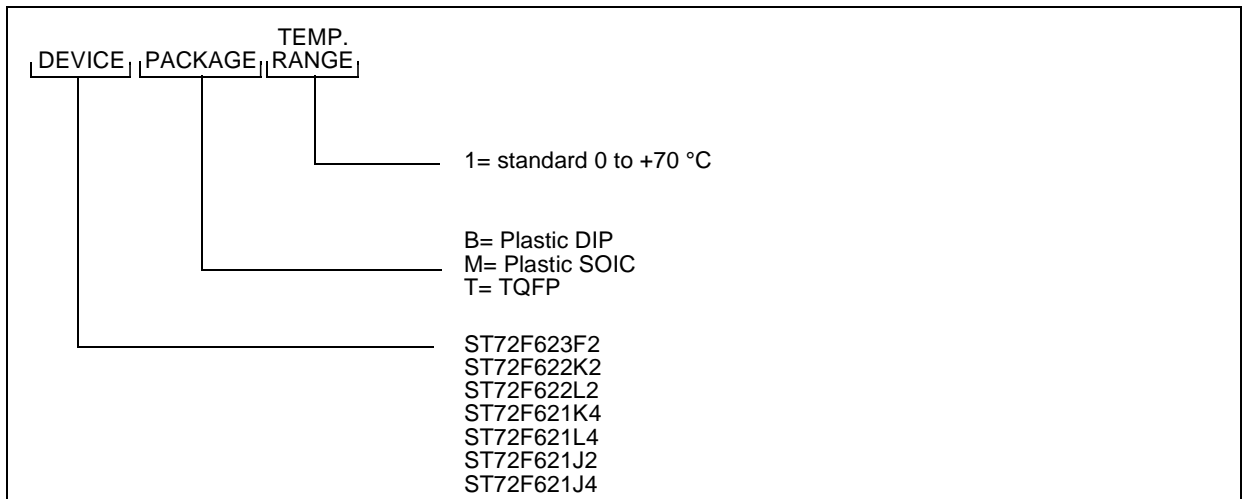 TEMP.
DEVICE PACKAGE RANGE
1= standard 0 to +70 °C
B= Plastic DIP
M= Plastic SOIC
T= TQFP
ST72F623F2
ST72F622K2
ST72F622L2
ST72F621K4
ST72F621L4
ST72F621J2
ST72F621J4